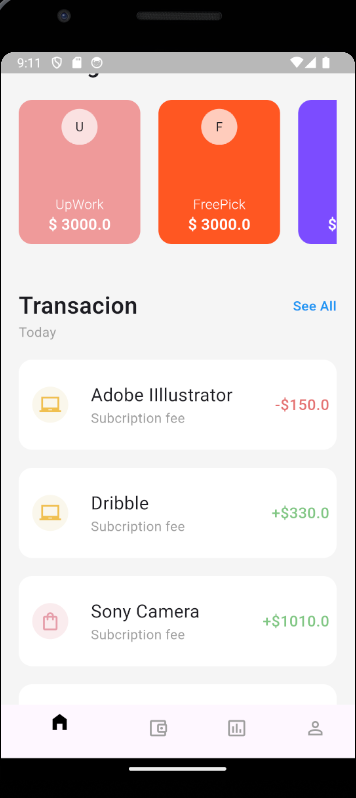 9:11
U
F
UpWork
FreePick
$ 3000.0
$ 3000.0
$
Transacion
See All
Today
Adobe IIllustrator
-$150.0
Subcription fee
Dribble
+$330.0
Subcription fee
Sony Camera
+$1010.0
Subcription fee